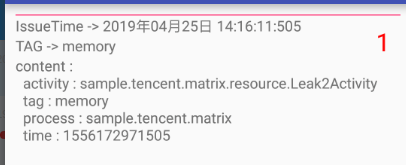 IssueTime -> 2019年04月25日 14:16:11:505
1
TAG -> memory
content :
activity : sample.tencent.matrix.resource.Leak2Activity
tag : memory
process : sample.tencent.matrix
time : 1556172971505